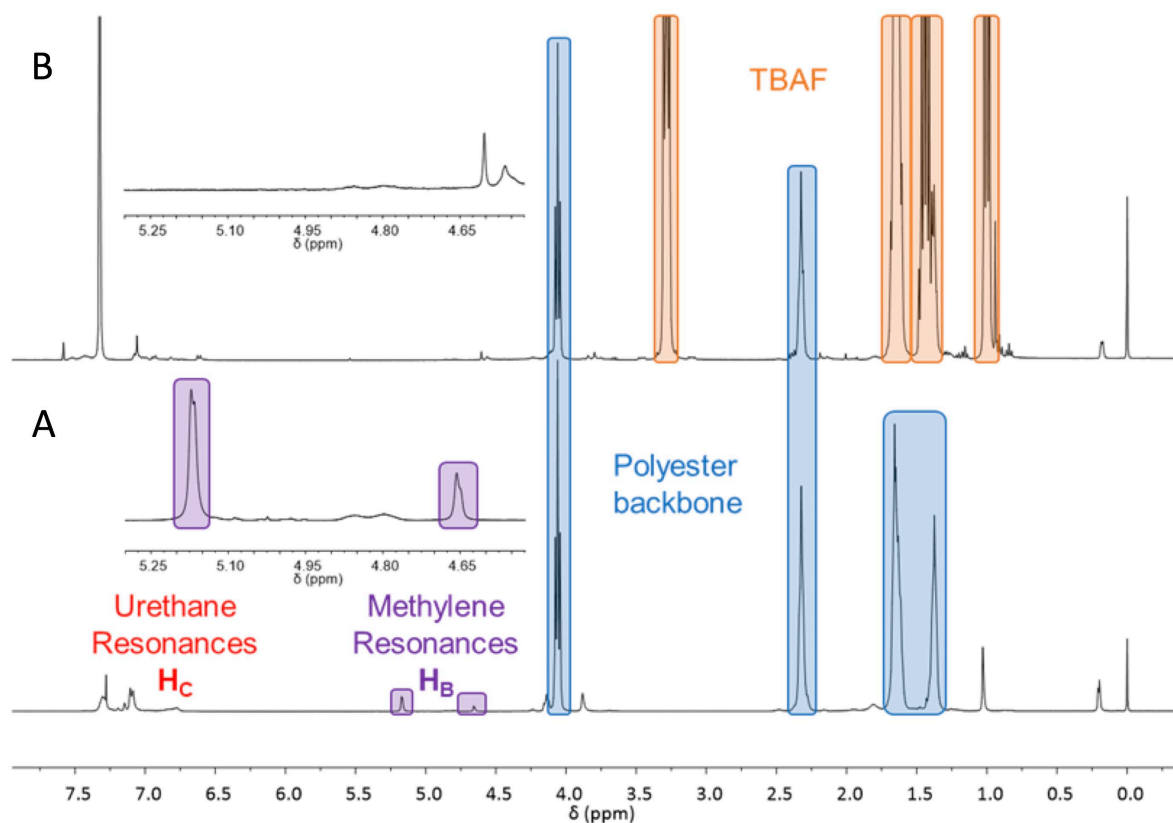 B
TBAF
5.25 5.10 4.95 4.80 4.65
δ (ppm)
A
Polyester
backbone
5.25 5.10 4.95 4.80 4.65
δ (ppm)
Urethane
Resonances
H_C
Methylene
Resonances
H_B
7.5 7.0 6.5 6.0 5.5 5.0 4.5 4.0 3.5 3.0 2.5 2.0 1.5 1.0 0.5 0.0
δ (ppm)